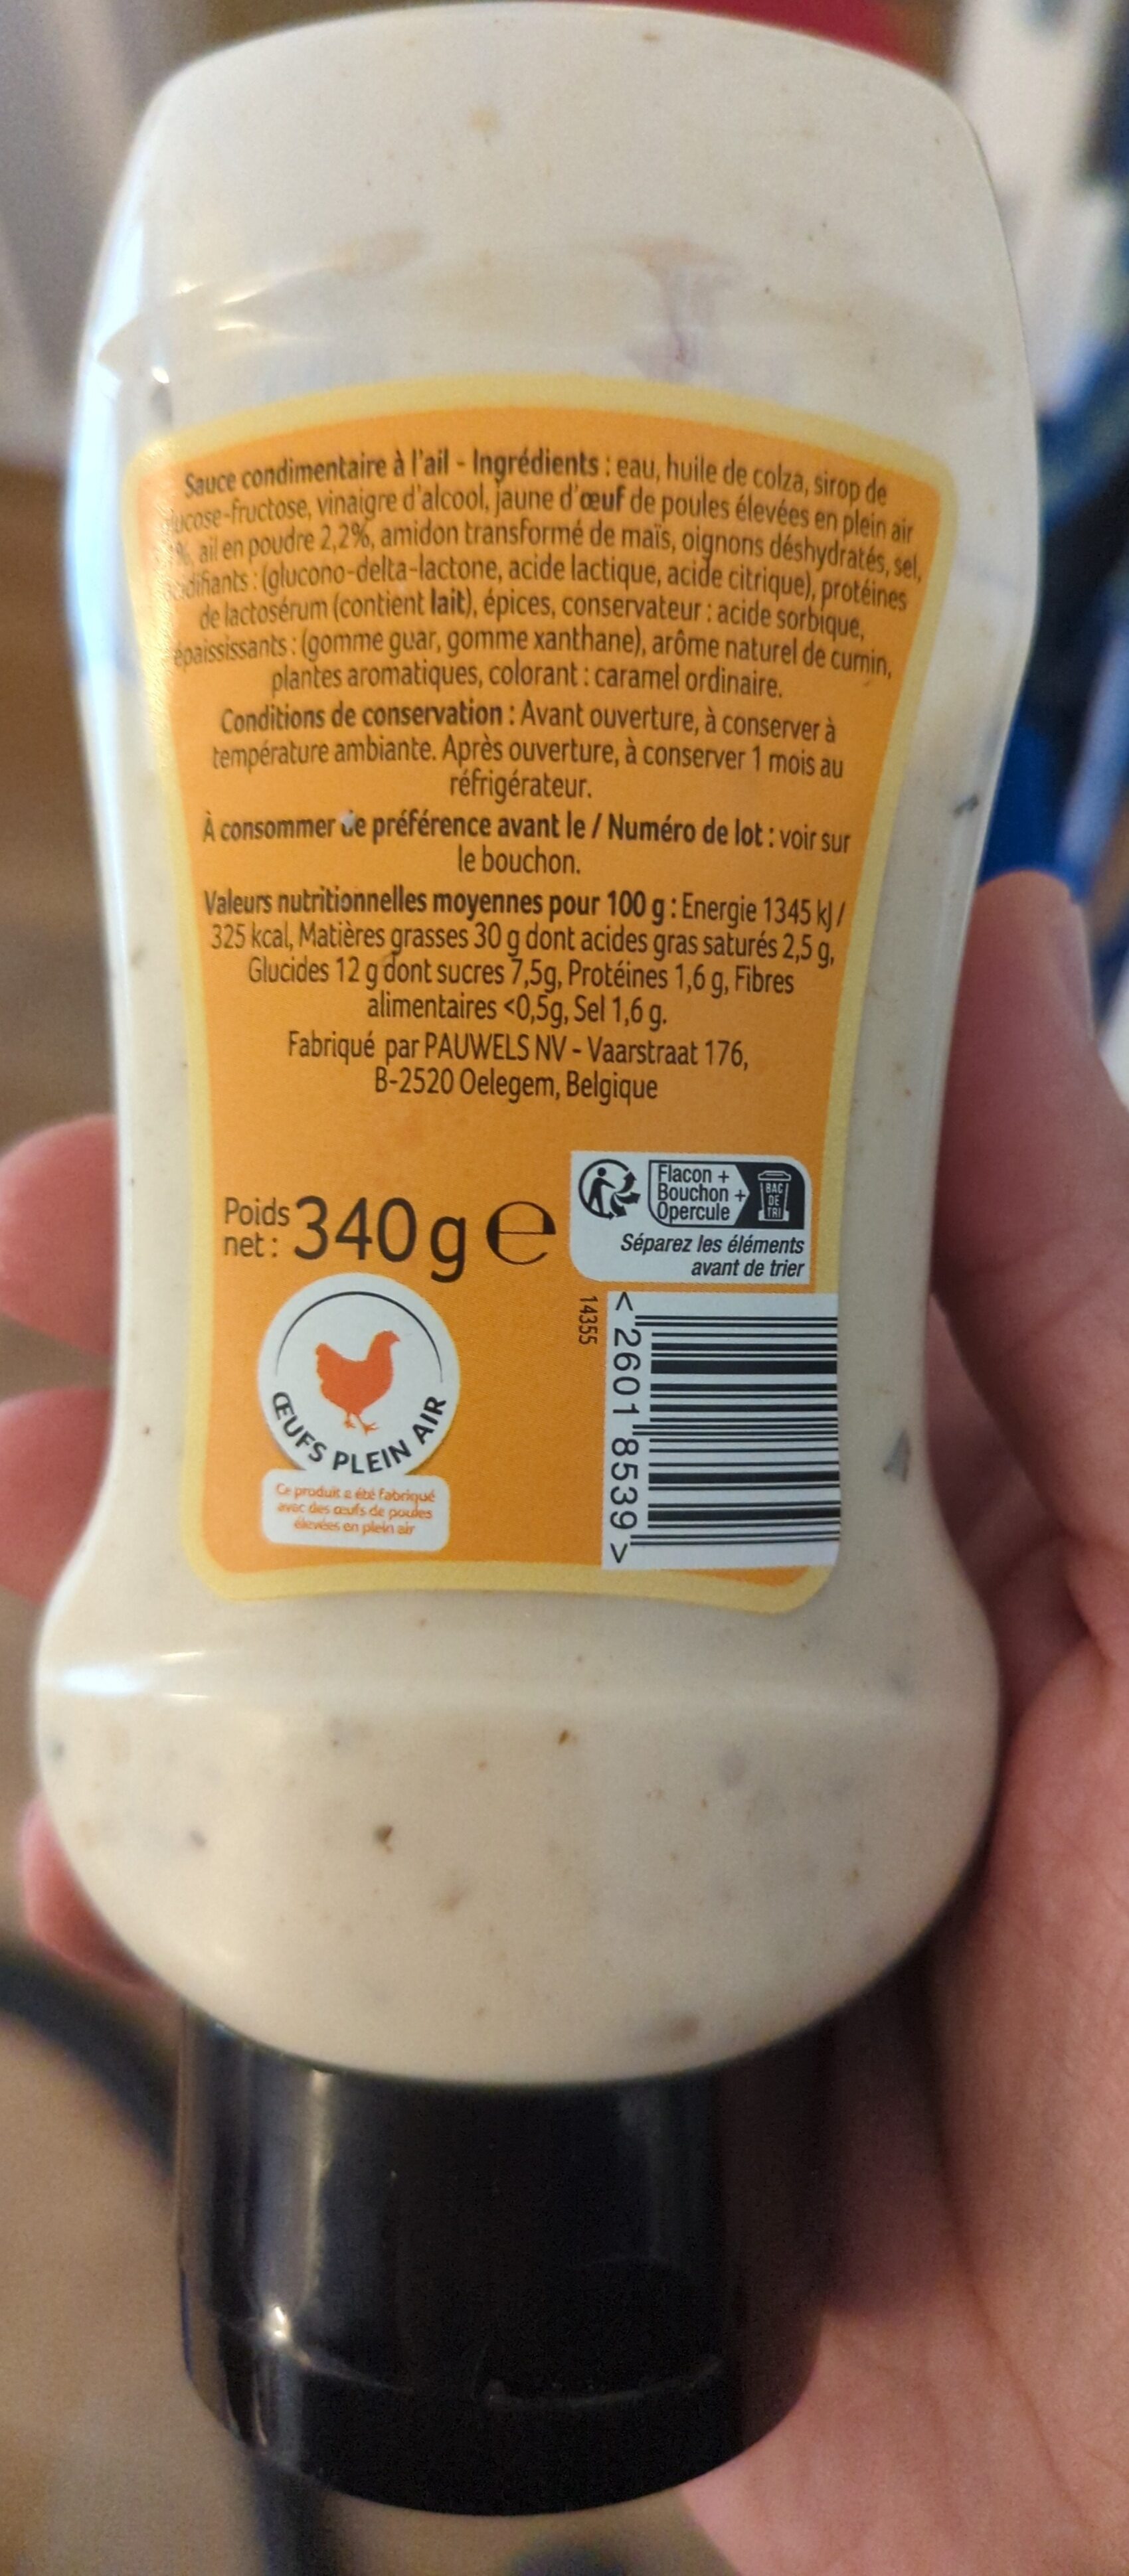 Sauce condimentaire à l'ail - Ingrédients : eau, huile de colza, sirop de
glucose-fructose, vinaigre d'alcool, jaune d'œuf de poules élevées en plein air
%, ail en poudre 2,2%, amidon transformé de maïs, oignons déshydratés, sel,
acidifiants : (glucono-delta-lactone, acide lactique, acide citrique), protéines
de lactosérum (contient lait), épices, conservateur : acide sorbique,
épaississants : (gomme guar, gomme xanthane), arôme naturel de cumin,
plantes aromatiques, colorant : caramel ordinaire.
Conditions de conservation : Avant ouverture, à conserver à
température ambiante. Après ouverture, à conserver 1 mois au
réfrigérateur.
À consommer de préférence avant le / Numéro de lot : voir sur
le bouchon.
Valeurs nutritionnelles moyennes pour 100 g : Energie 1345 kJ /
325 kcal, Matières grasses 30 g dont acides gras saturés 2,5 g,
Glucides 12 g dont sucres 7,5g, Protéines 1,6 g, Fibres
alimentaires <0,5g, Sel 1,6 g.
Fabriqué par PAUWELS NV - Vaarstraat 176,
B-2520 Oelegem, Belgique
Poids
net : 340 g e
Flacon +
Bouchon +
Opercule
BAC
DE
TRI
Séparez les éléments
avant de trier
14355
< 2601 8539 >
ŒUFS PLEIN AIR
Ce produit a été fabriqué
avec des œufs de poules
élevées en plein air